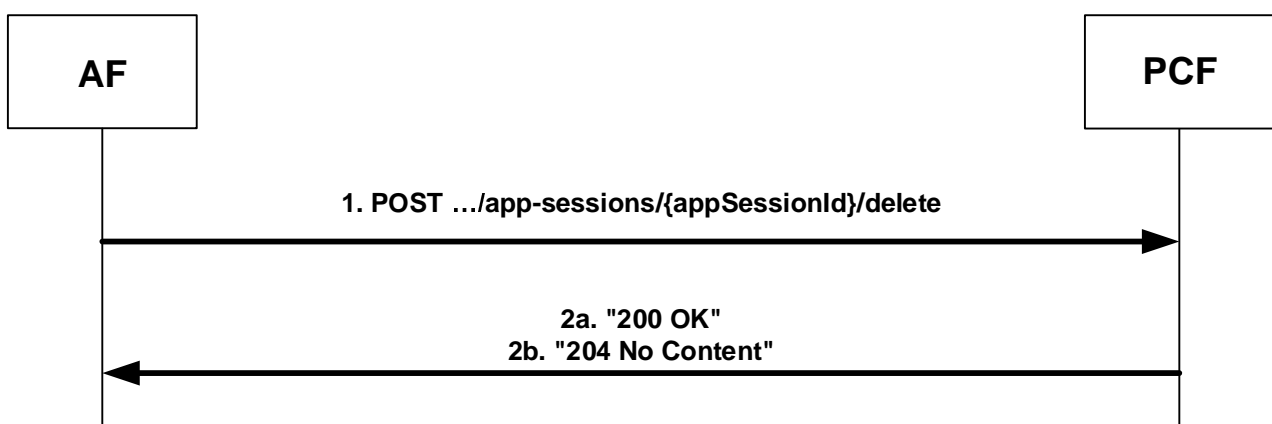 AF
PCF
1. POST …/app-sessions/{appSessionId}/delete
2a. "200 OK"
2b. "204 No Content"